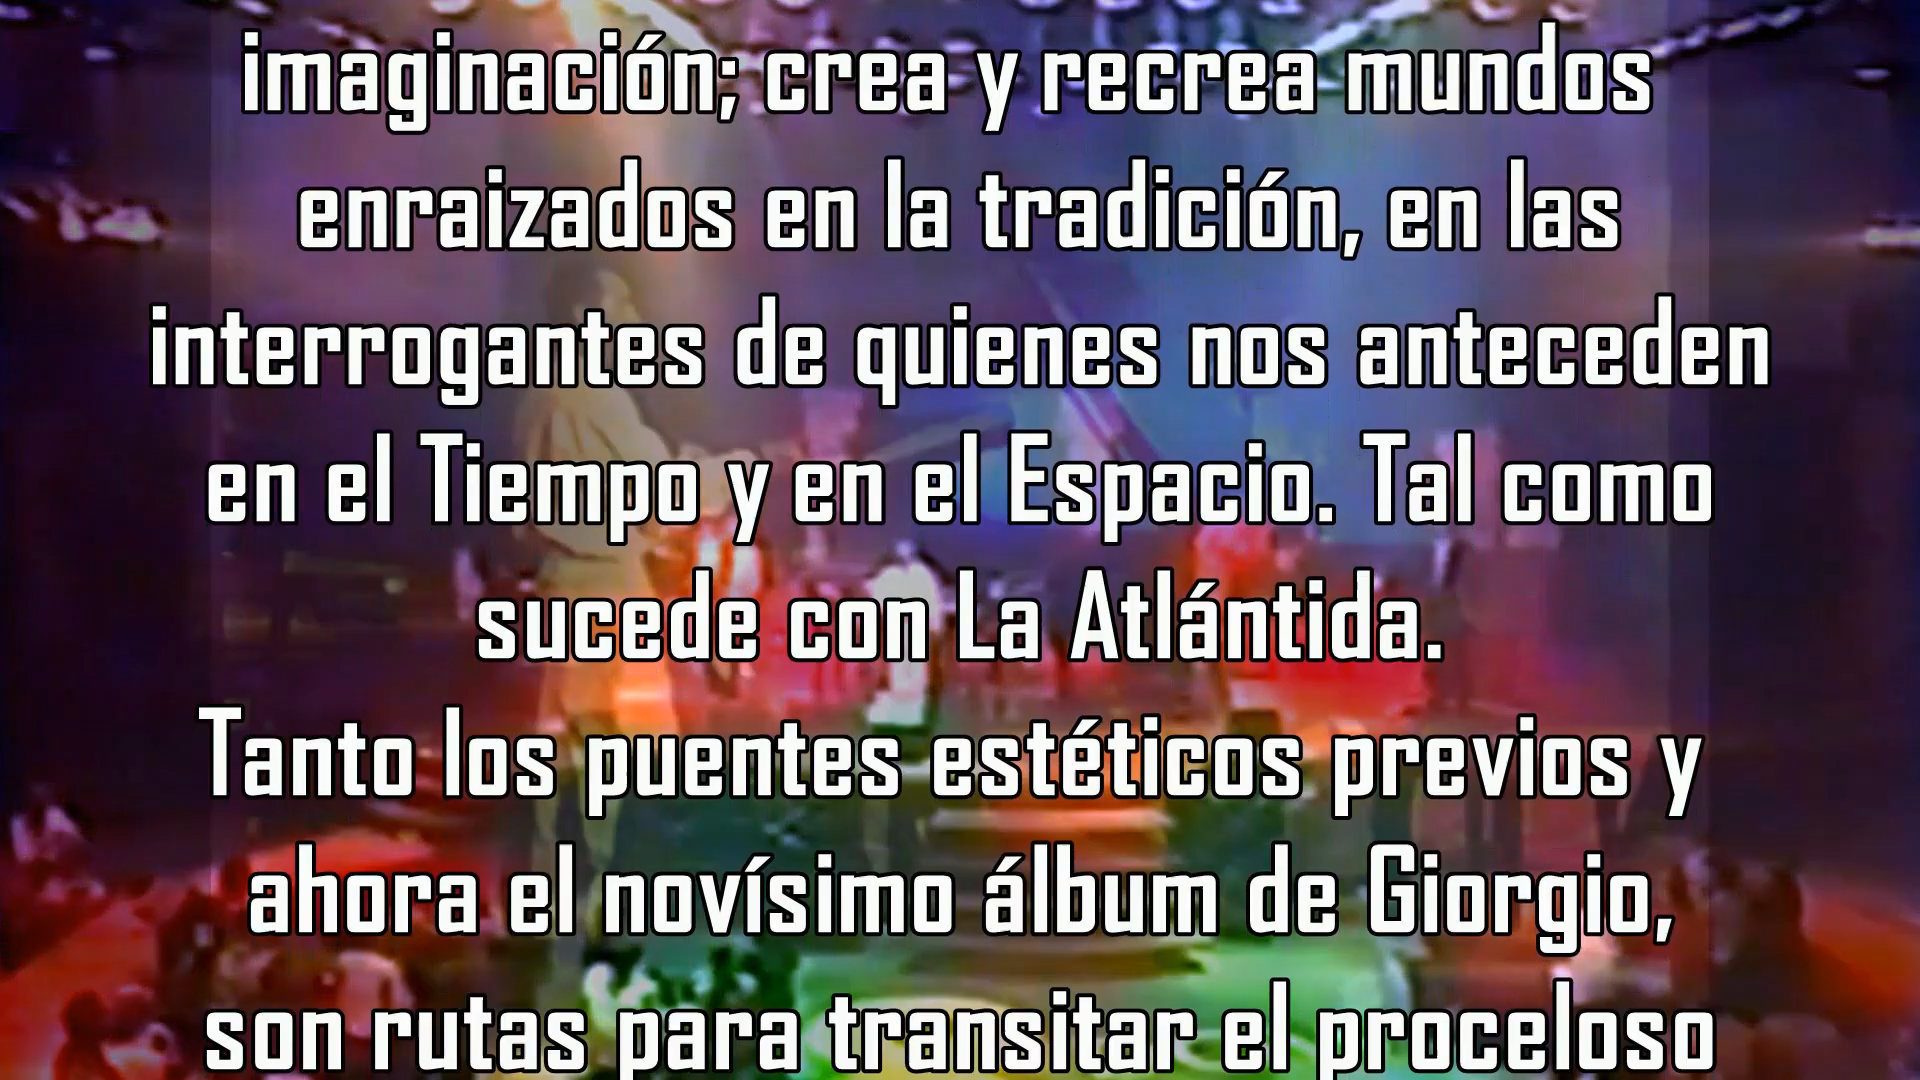 imaginación; crea y recrea mundos
enraizados en la tradición, en las
interrogantes de quienes nos anteceden
en el Tiempo y en el Espacio. Tal como
sucede con La Atlántida.
Tanto los puentes estéticos previos y
ahora el novísimo álbum de Giorgio,
son rutas para transitar el proceloso